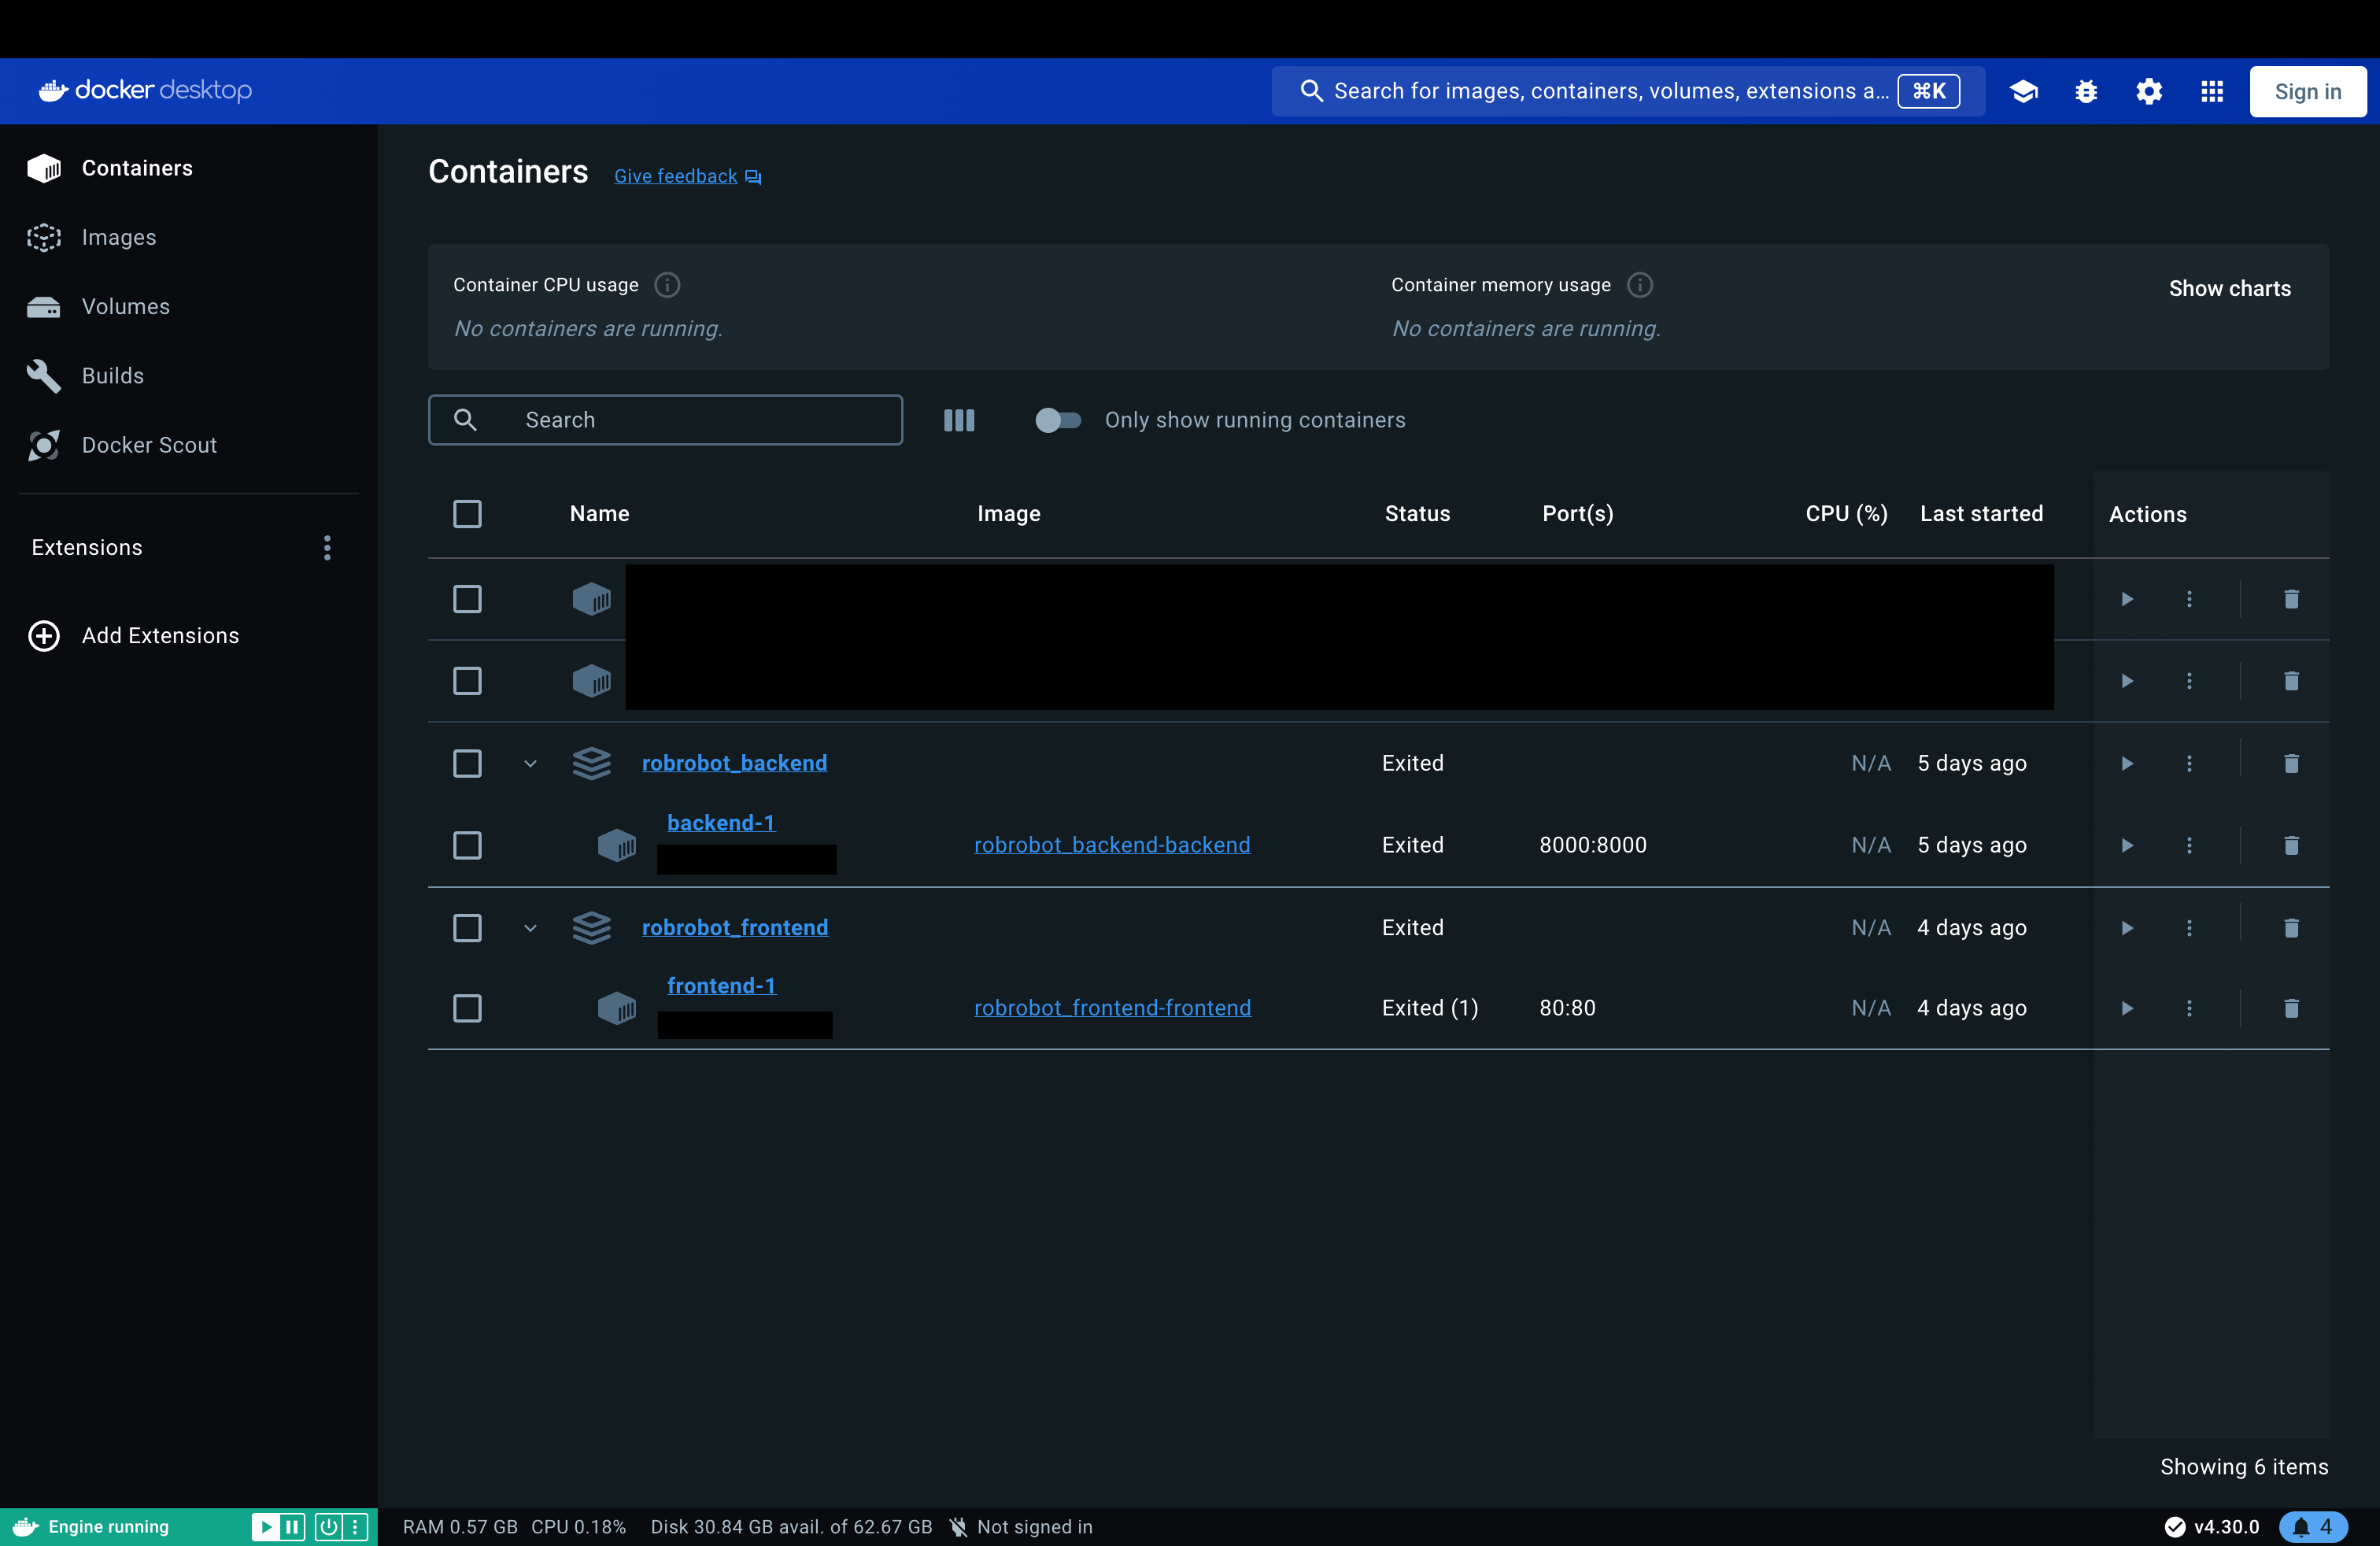 docker desktop
Search for images, containers, volumes, extensions a... ⌘K
Sign in
Containers
Images
Volumes
Builds
Docker Scout
Extensions
Add Extensions
Containers Give feedback
Container CPU usage
No containers are running.
Container memory usage
No containers are running.
Show charts
Search
Only show running containers
Name Image Status Port(s) CPU (%) Last started Actions
robrobot_backend Exited N/A 5 days ago
backend-1
robrobot_backend-backend Exited 8000:8000 N/A 5 days ago
robrobot_frontend Exited N/A 4 days ago
frontend-1
robrobot_frontend-frontend Exited (1) 80:80 N/A 4 days ago
Showing 6 items
Engine running
RAM 0.57 GB CPU 0.18% Disk 30.84 GB avail. of 62.67 GB Not signed in
v4.30.0 4